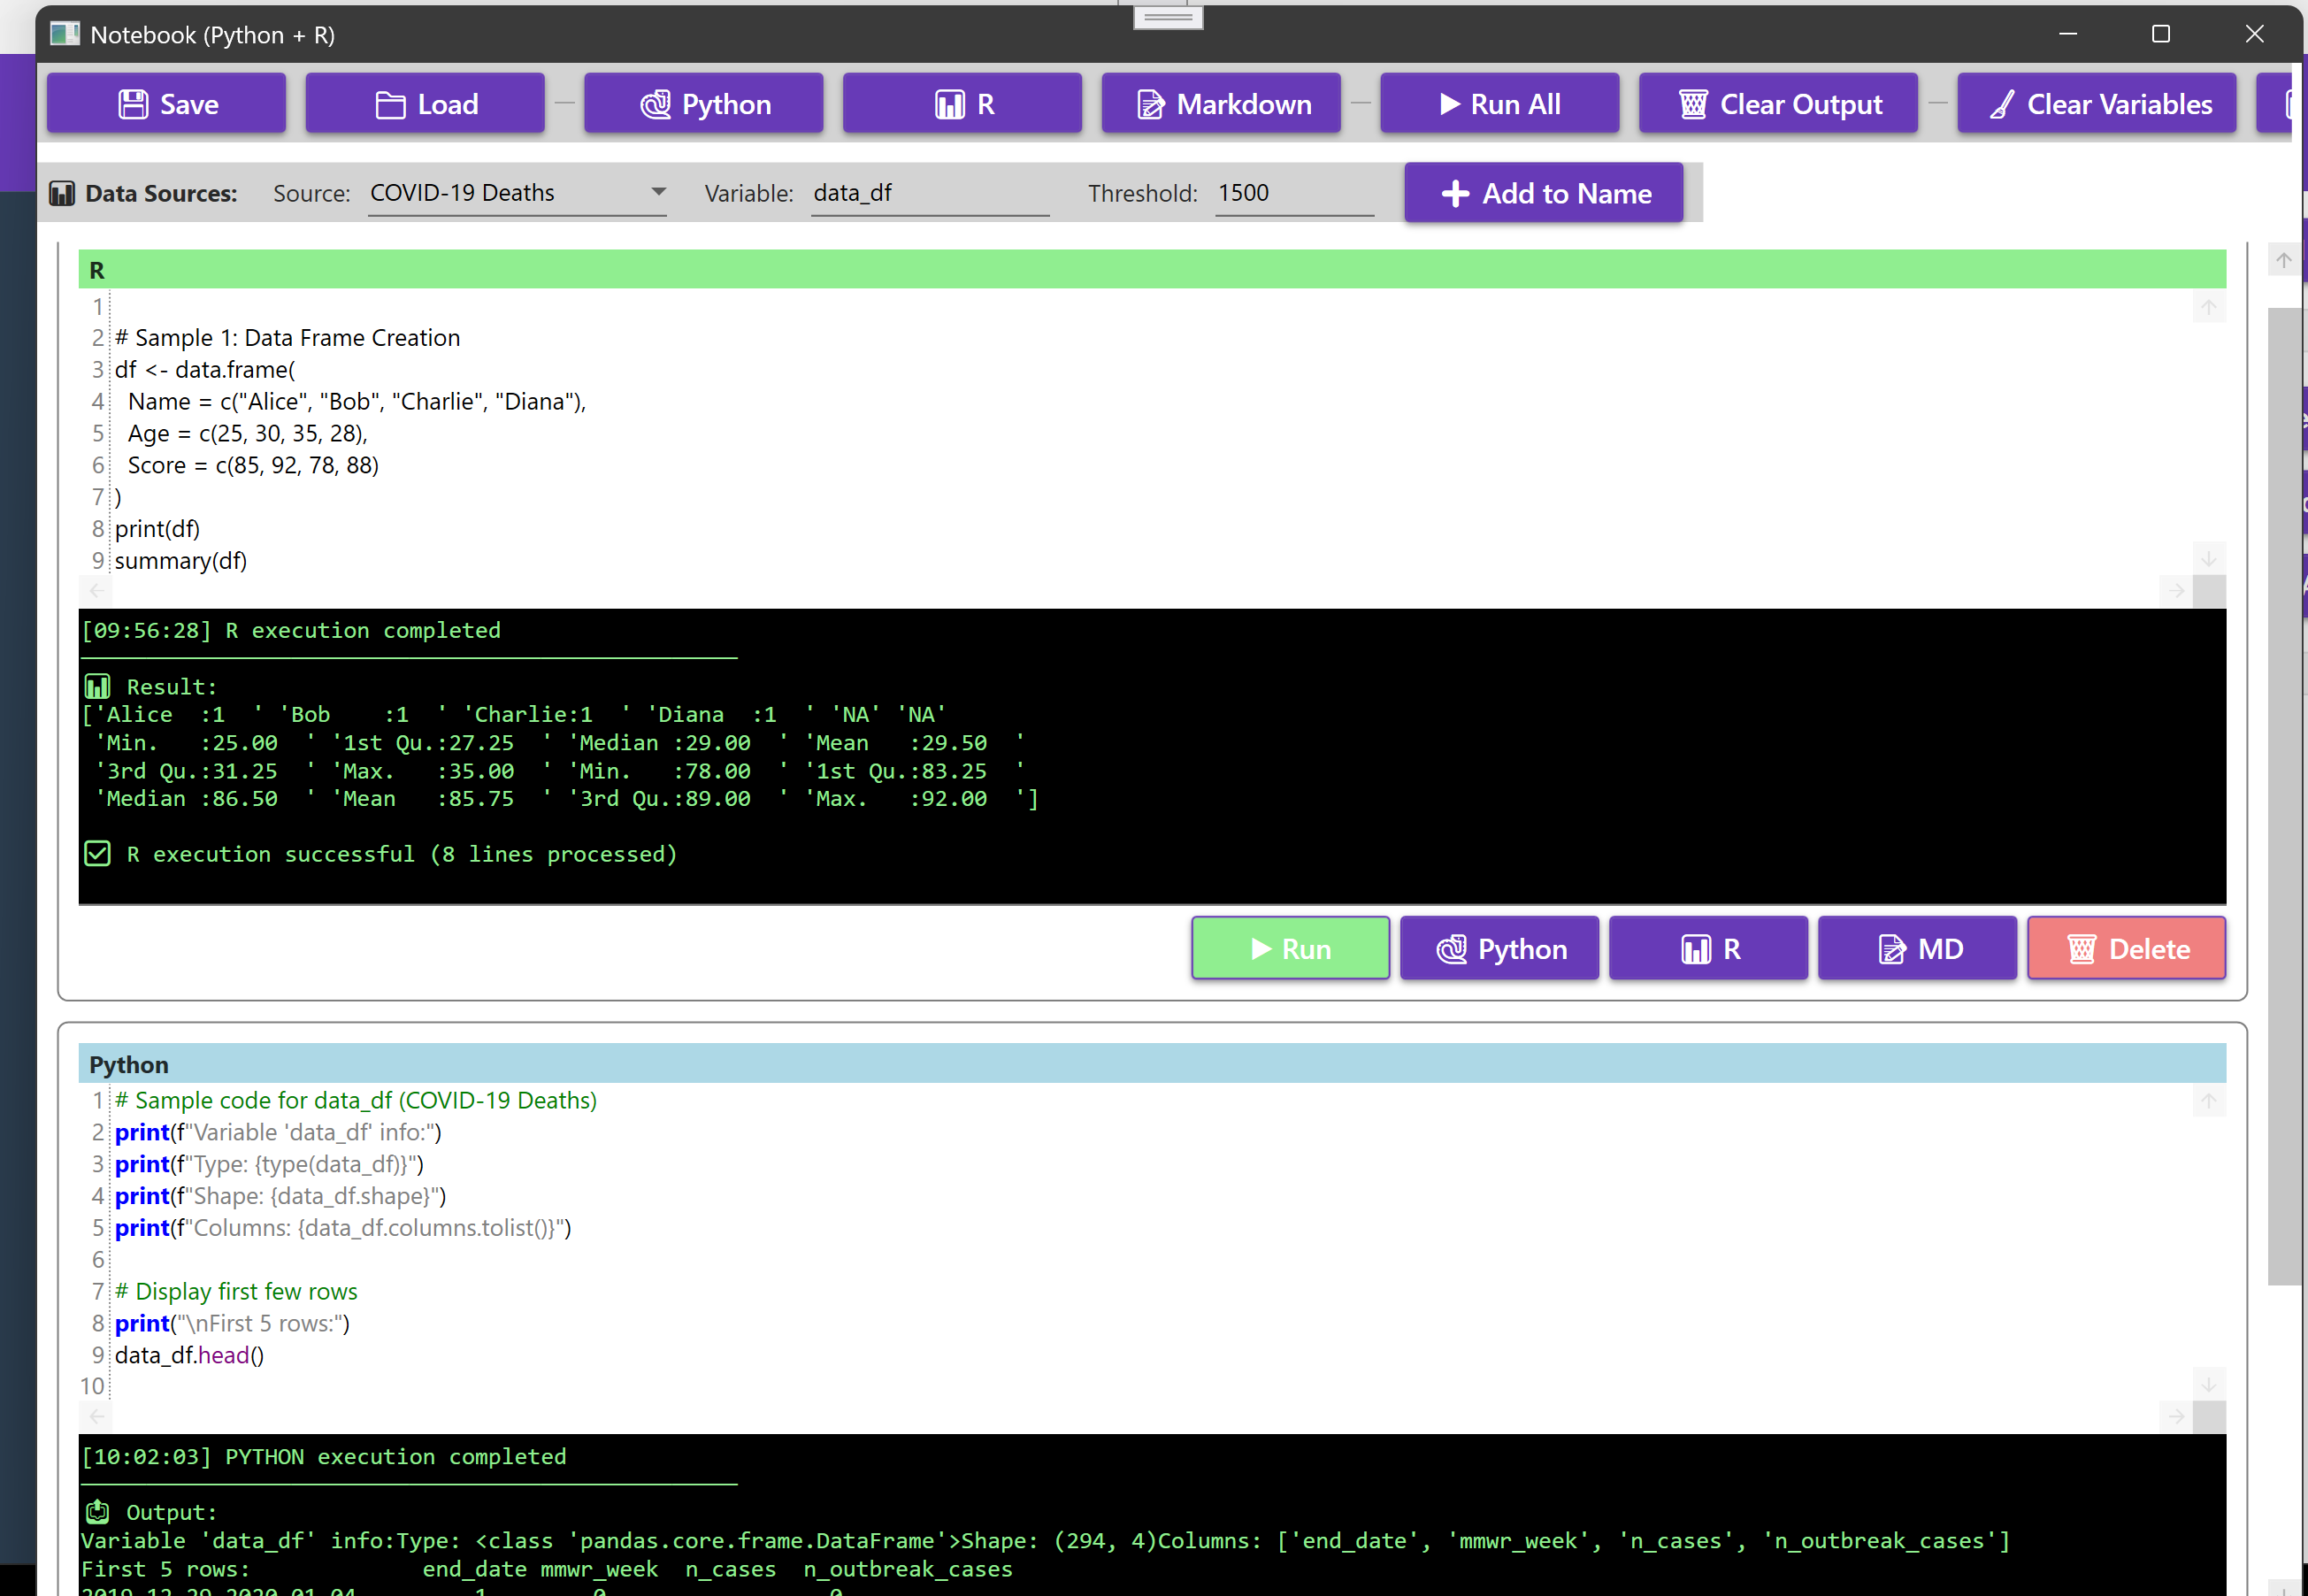 Notebook (Python + R)
Save Load Python R Markdown Run All Clear Output Clear Variables
Data Sources: Source: COVID-19 Deaths Variable: data_df Threshold: 1500 Add to Name
R
1
2 # Sample 1: Data Frame Creation
3 df <- data.frame(
4   Name = c("Alice", "Bob", "Charlie", "Diana"),
5   Age = c(25, 30, 35, 28),
6   Score = c(85, 92, 78, 88)
7 )
8 print(df)
9 summary(df)
[09:56:28] R execution completed
Result:
['Alice  :1  ' 'Bob    :1  ' 'Charlie:1  ' 'Diana  :1  ' 'NA' 'NA'
 'Min.   :25.00  ' '1st Qu.:27.25  ' 'Median :29.00  ' 'Mean   :29.50  '
 '3rd Qu.:31.25  ' 'Max.   :35.00  ' 'Min.   :78.00  ' '1st Qu.:83.25  '
 'Median :86.50  ' 'Mean   :85.75  ' '3rd Qu.:89.00  ' 'Max.   :92.00  ']
R execution successful (8 lines processed)
Run Python R MD Delete
Python
1 # Sample code for data_df (COVID-19 Deaths)
2 print(f"Variable 'data_df' info:")
3 print(f"Type: {type(data_df)}")
4 print(f"Shape: {data_df.shape}")
5 print(f"Columns: {data_df.columns.tolist()}")
6
7 # Display first few rows
8 print("\nFirst 5 rows:")
9 data_df.head()
10
[10:02:03] PYTHON execution completed
Output:
Variable 'data_df' info:Type: <class 'pandas.core.frame.DataFrame'>Shape: (294, 4)Columns: ['end_date', 'mmwr_week', 'n_cases', 'n_outbreak_cases']
First 5 rows:             end_date mmwr_week  n_cases  n_outbreak_cases
2019-12-29 2020-01-04         1        0                 0